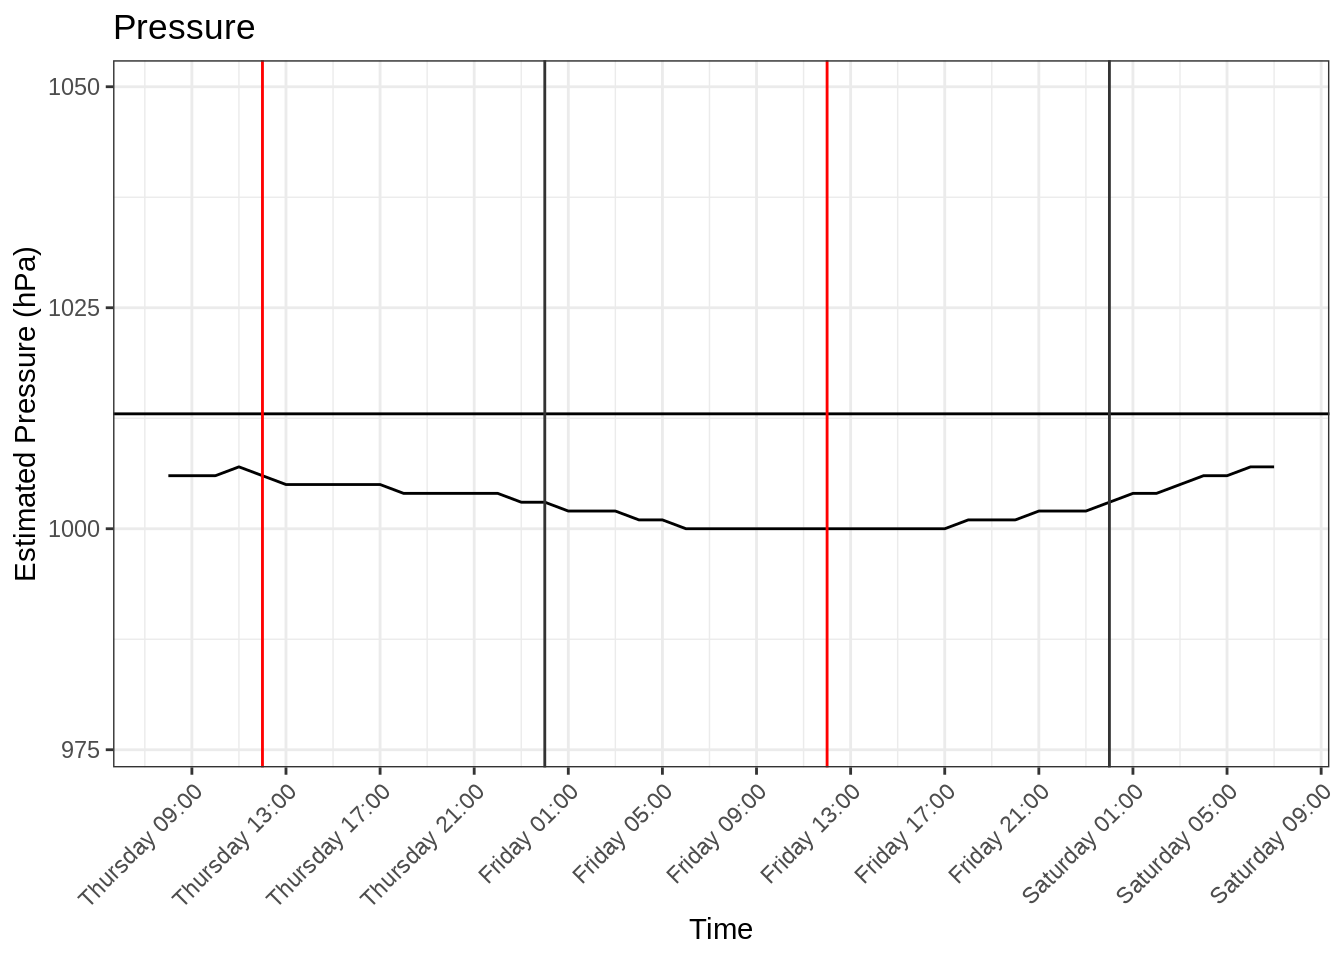 Pressure
Estimated Pressure (hPa)
1050
1025
1000
975
Thursday 09:00
Thursday 13:00
Thursday 17:00
Thursday 21:00
Friday 01:00
Friday 05:00
Friday 09:00
Friday 13:00
Friday 17:00
Friday 21:00
Saturday 01:00
Saturday 05:00
Saturday 09:00
Time